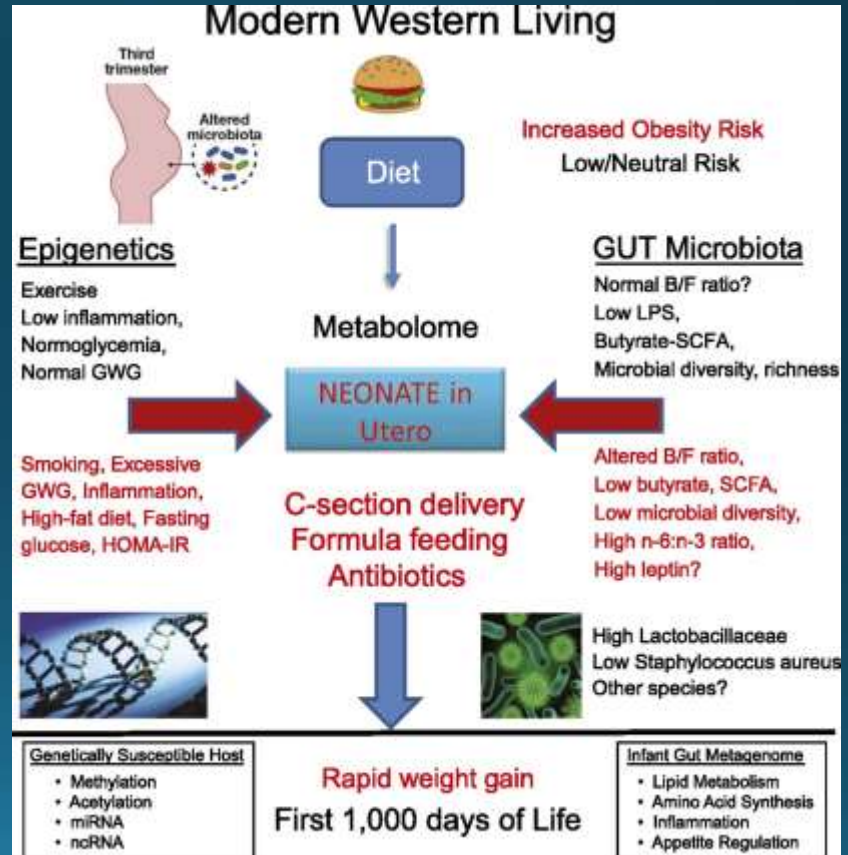 Modern Western Living
Third
trimester
Altered
microbiota
Diet
Increased Obesity Risk
Low/Neutral Risk
Epigenetics
Exercise
Low inflammation,
Normoglycemia,
Normal GWG
Metabolome
GUT Microbiota
Normal B/F ratio?
Low LPS,
Butyrate-SCFA,
Microbial diversity, richness
NEONATE in
Utero
Smoking, Excessive
GWG, Inflammation,
High-fat diet, Fasting
glucose, HOMA-IR
C-section delivery
Formula feeding
Antibiotics
Altered B/F ratio,
Low butyrate, SCFA,
Low microbial diversity,
High n-6:n-3 ratio,
High leptin?
High Lactobacillaceae
Low Staphylococcus aureus
Other species?
Genetically Susceptible Host
• Methylation
• Acetylation
• miRNA
• ncRNA
Rapid weight gain
First 1,000 days of Life
Infant Gut Metagenome
• Lipid Metabolism
• Amino Acid Synthesis
• Inflammation
• Appetite Regulation